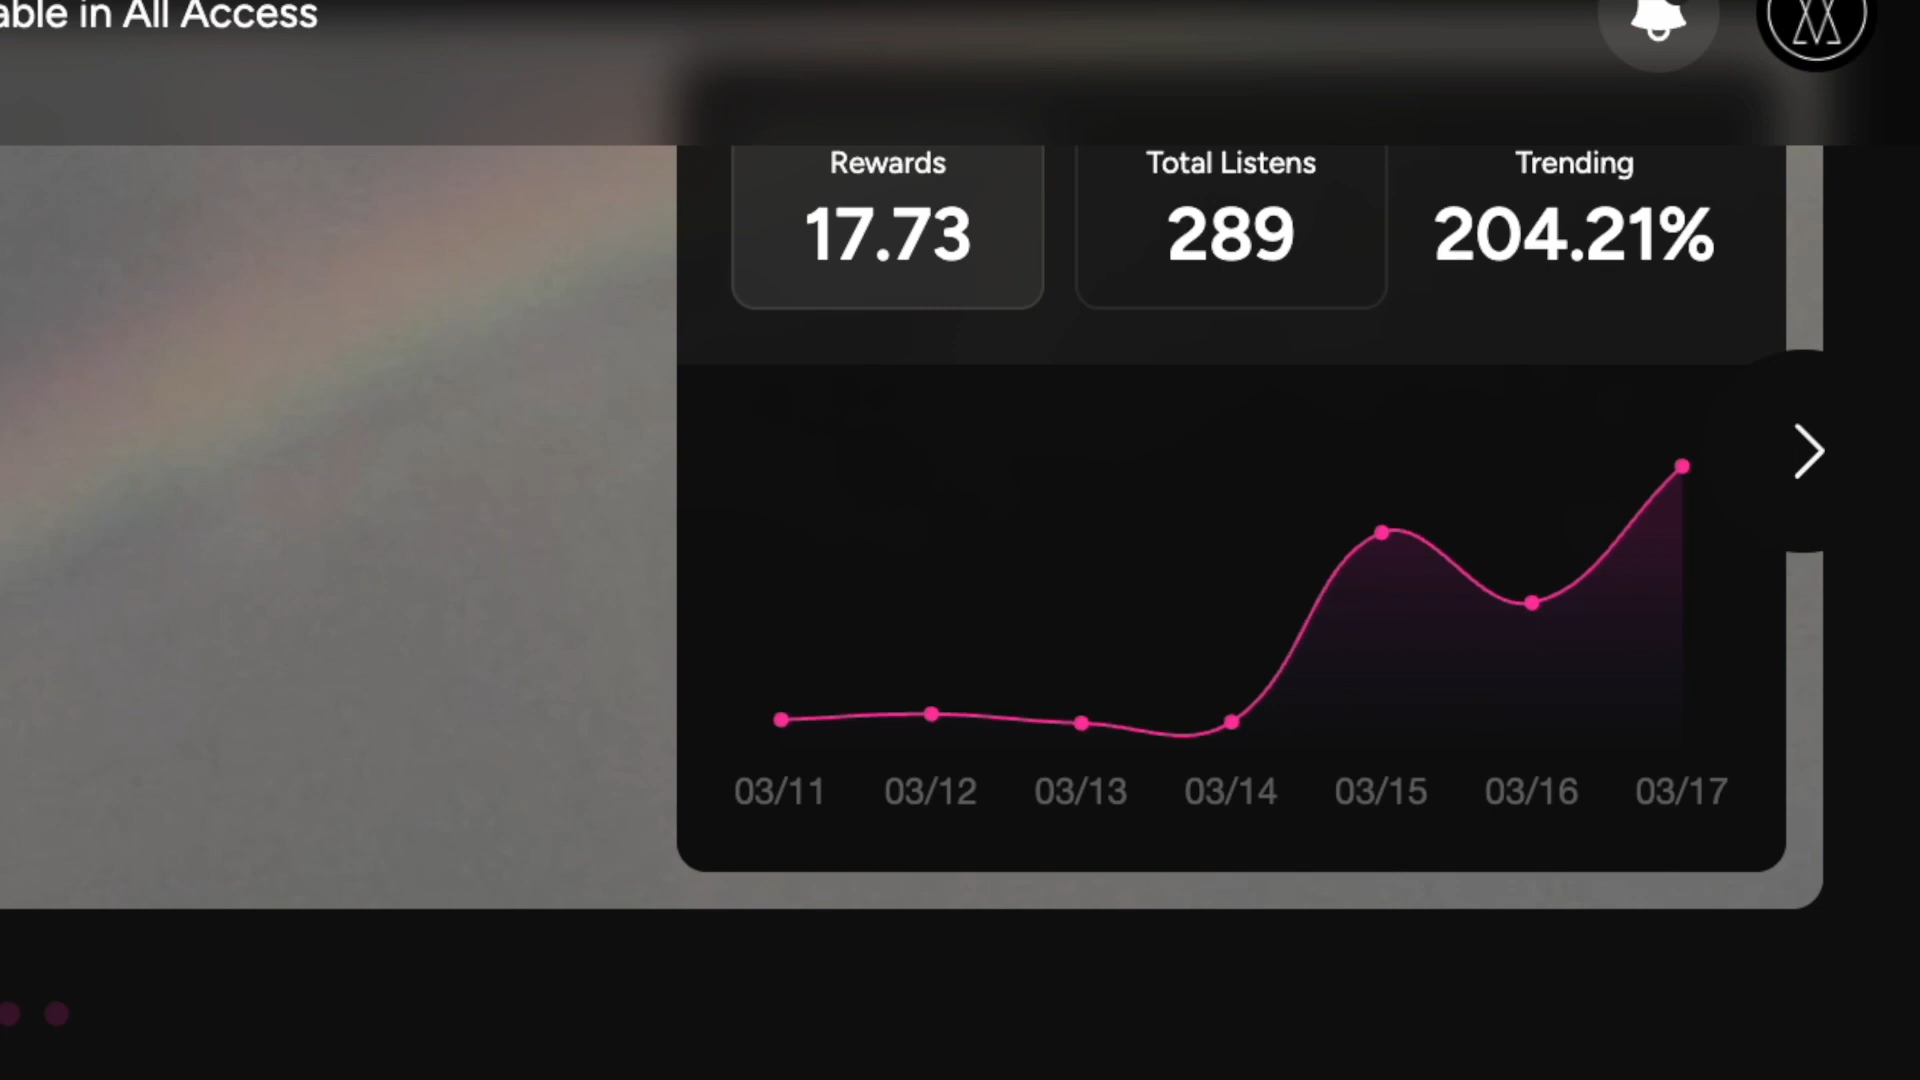 able in All Access
Rewards
17.73
Total Listens
289
Trending
204.21%
03/11 03/12 03/13 03/14 03/15 03/16 03/17